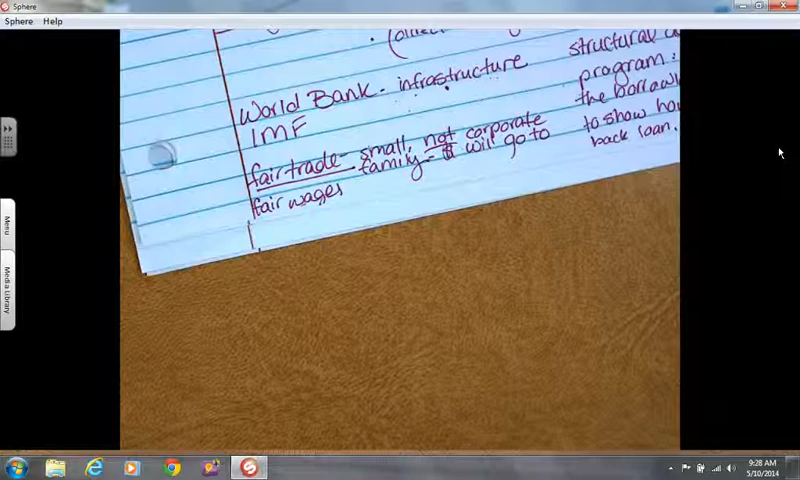 Sphere
Sphere Help
World Bank - infrastructure
IMF
fair trade - small, not corporate
family - $ will go to
fair wages
structural
program:
the borrow
to show ho
back loan.
Menu
Media Library
9:28 AM
5/10/2014